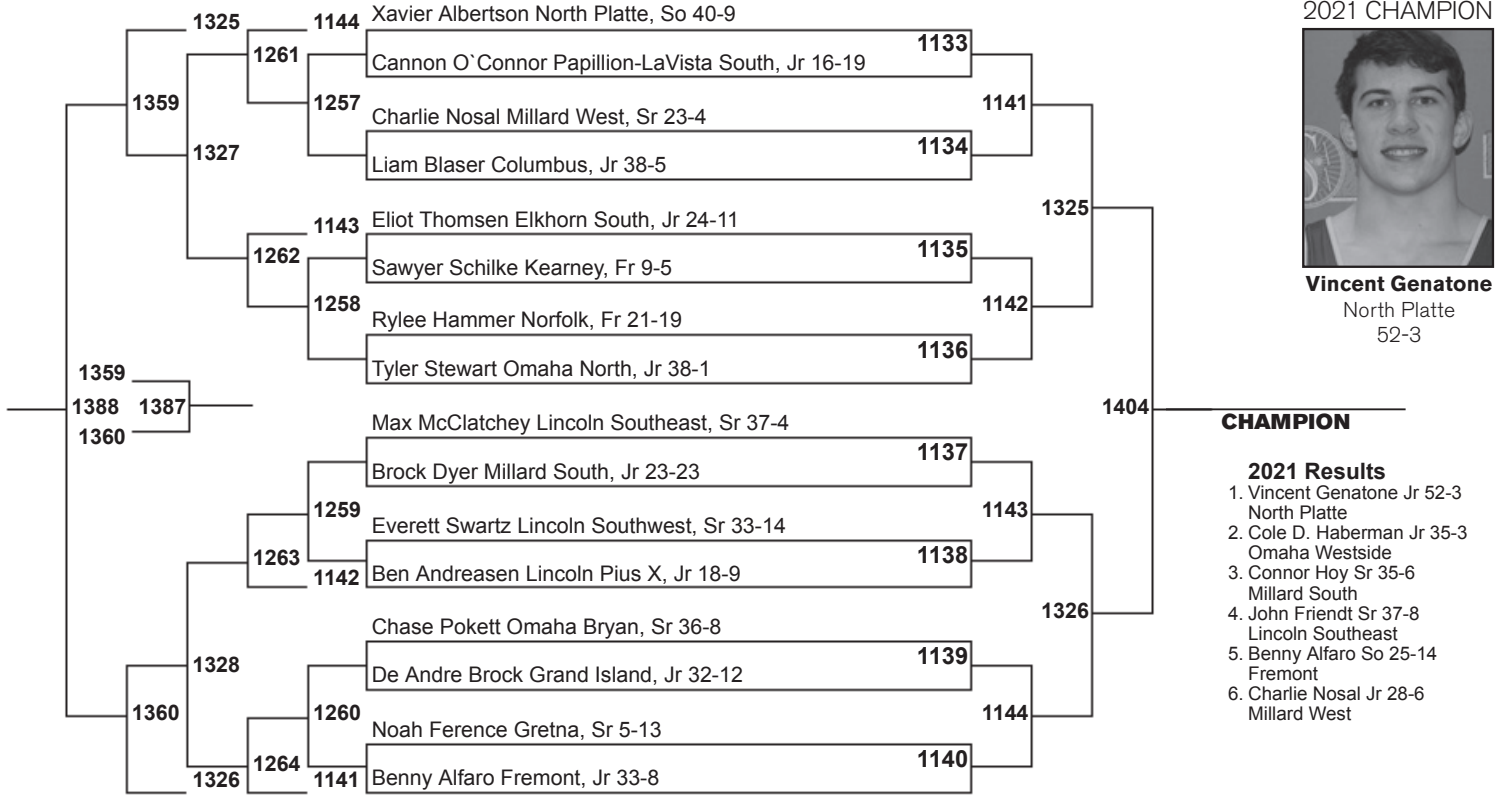 2021 CHAMPION
Vincent Genatone
North Platte
52-3
Xavier Albertson North Platte, So 40-9
1133
Cannon O`Connor Papillion-LaVista South, Jr 16-19
Charlie Nosal Millard West, Sr 23-4
1134
Liam Blaser Columbus, Jr 38-5
Eliot Thomsen Elkhorn South, Jr 24-11
1135
Sawyer Schilke Kearney, Fr 9-5
Rylee Hammer Norfolk, Fr 21-19
1136
Tyler Stewart Omaha North, Jr 38-1
Max McClatchey Lincoln Southeast, Sr 37-4
1137
Brock Dyer Millard South, Jr 23-23
Everett Swartz Lincoln Southwest, Sr 33-14
1138
Ben Andreasen Lincoln Pius X, Jr 18-9
Chase Pokett Omaha Bryan, Sr 36-8
1139
De Andre Brock Grand Island, Jr 32-12
Noah Ference Gretna, Sr 5-13
1140
Benny Alfaro Fremont, Jr 33-8
1141
1142
1143
1144
1325
1326
1404
CHAMPION
1325
1144
1261
1257
1359
1327
1143
1262
1258
1359
1388
1387
1360
1259
1263
1142
1328
1360
1260
1264
1326
1141
2021 Results
1. Vincent Genatone Jr 52-3
North Platte
2. Cole D. Haberman Jr 35-3
Omaha Westside
3. Connor Hoy Sr 35-6
Millard South
4. John Friendt Sr 37-8
Lincoln Southeast
5. Benny Alfaro So 25-14
Fremont
6. Charlie Nosal Jr 28-6
Millard West